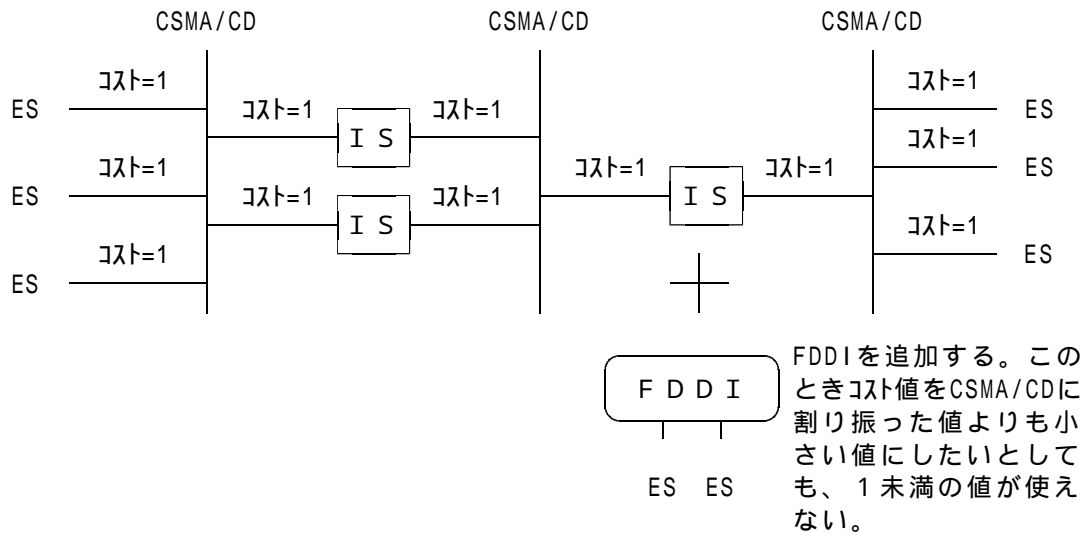 CSMA/CD CSMA/CD CSMA/CD
コスト=1 コスト=1
ES コスト=1 コスト=1 ES
ＩＳ コスト=1
コスト=1 コスト=1 コスト=1 ES
ES コスト=1 コスト=1 ＩＳ
ＩＳ コスト=1
コスト=1 ES
ES
FDDIを追加する。この
ＦＤＤＩ ときコスト値をCSMA/CDに
割り振った値よりも小
さい値にしたいとして
ES ES も、１未満の値が使え
ない。